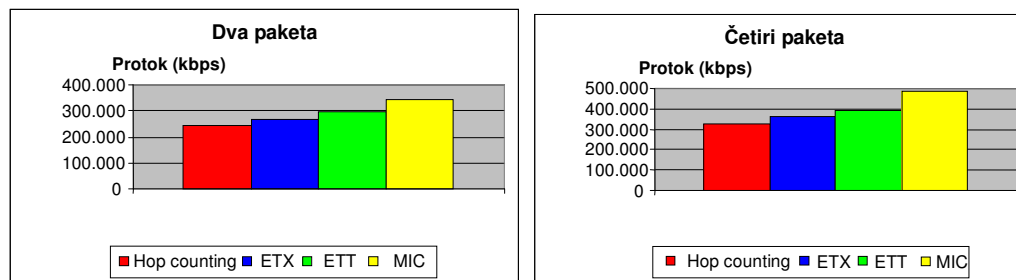 Dva paketa
Protok (kbps)
400.000
300.000
200.000
100.000
0
Hop counting ETX ETT MIC
Četiri paketa
Protok (kbps)
500.000
400.000
300.000
200.000
100.000
0
Hop counting ETX ETT MIC